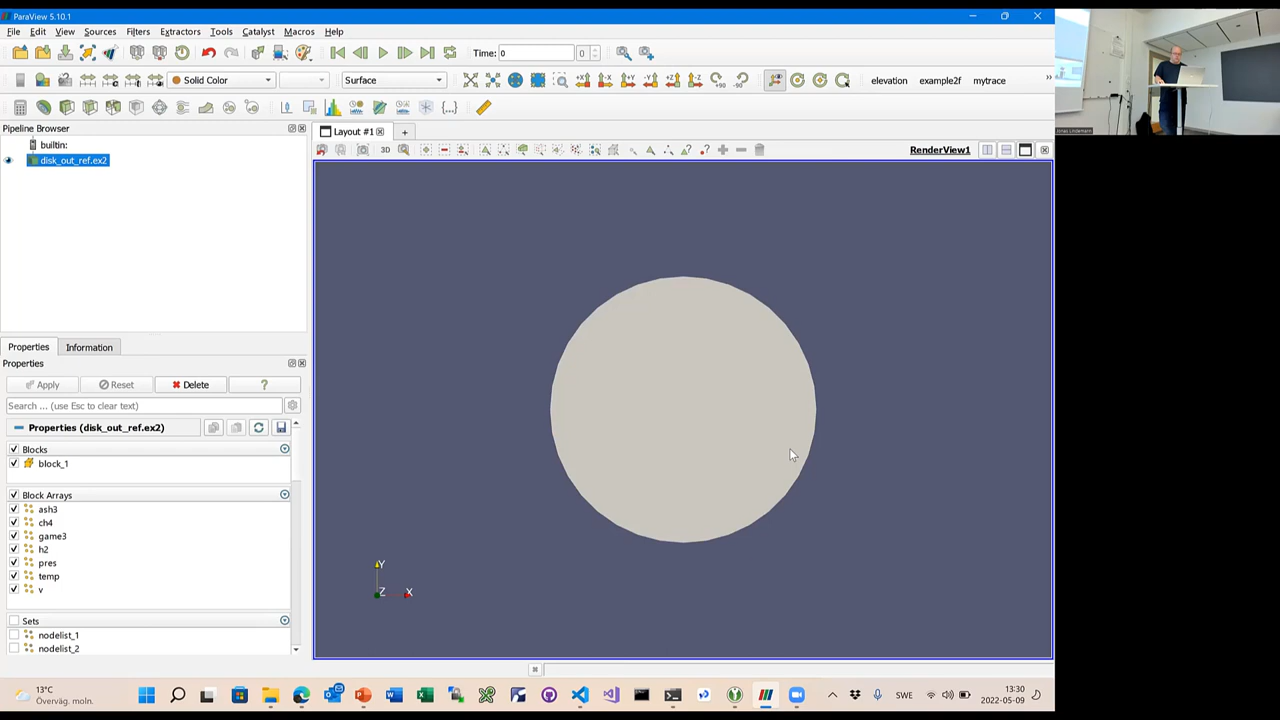 ParaView 5.10.1
File Edit View Sources Filters Extractors Tools Catalyst Macros Help
Time: 0 0
Solid Color Surface elevation example2f mytrace
Pipeline Browser
Layout #1
builtin:
disk_out_ref.ex2
3D RenderView1
Properties Information
Properties
Apply Reset Delete ?
Search ... (use Esc to clear text)
Properties (disk_out_ref.ex2)
Blocks
block_1
Block Arrays
ash3
ch4
game3
h2
pres
temp
v
Sets
nodelist_1
nodelist_2
Y
Z X
Jonas Lindemann
13°C
Överväg. moln.
SWE
13:30
2022-05-09